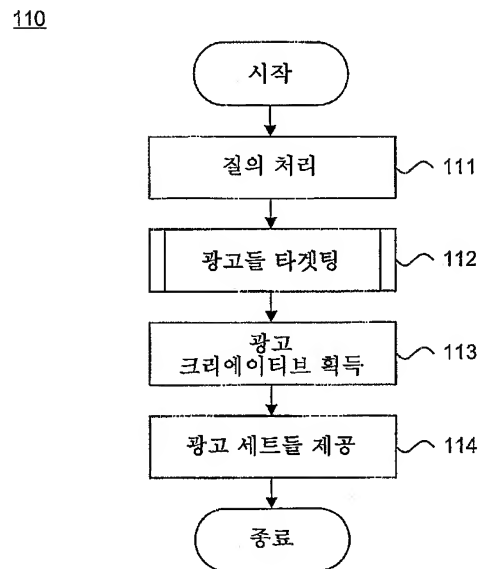 110
시작
질의 처리
111
광고들 타겟팅
112
광고
크리에이티브 획득
113
광고 세트들 제공
114
종료